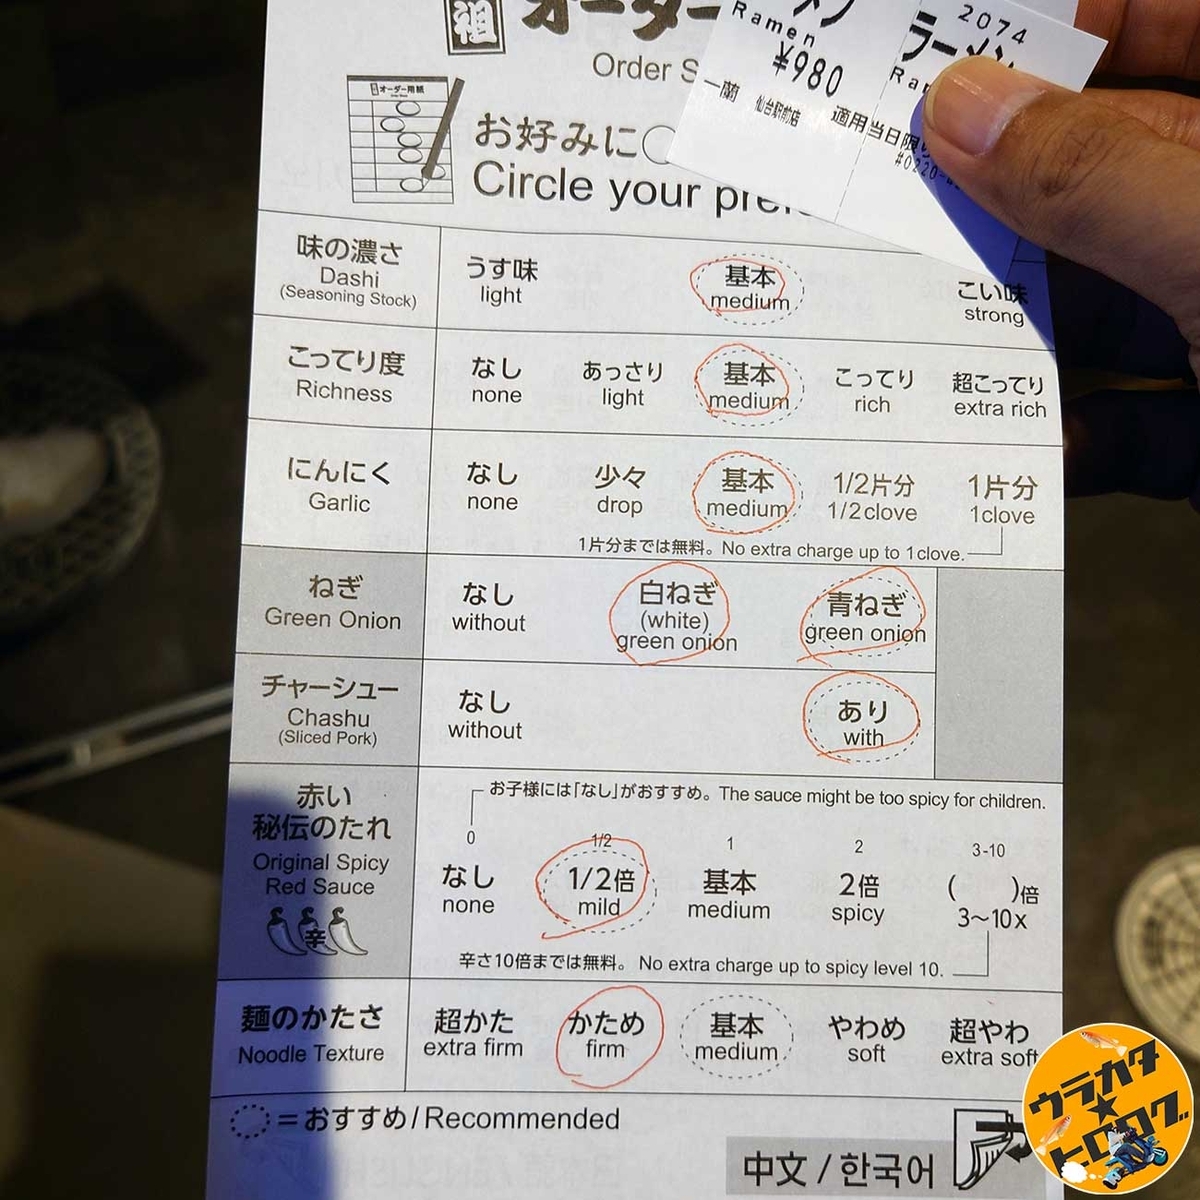 祖 オーダー
Order S
オーダー用紙
お好みに○
Circle your prefe
Ramen
¥980
一蘭 仙台駅前店
2074
ラーメン
Ra
適用当日限り
#0220-
味の濃さ
Dashi
(Seasoning Stock)
うす味
light
基本
medium
こい味
strong
こってり度
Richness
なし
none
あっさり
light
基本
medium
こってり
rich
超こってり
extra rich
にんにく
Garlic
なし
none
少々
drop
基本
medium
1/2片分
1/2clove
1片分
1clove
1片分までは無料。No extra charge up to 1clove.
ねぎ
Green Onion
なし
without
白ねぎ
(white)
green onion
青ねぎ
green onion
チャーシュー
Chashu
(Sliced Pork)
なし
without
あり
with
赤い
秘伝のたれ
Original Spicy
Red Sauce
辛
お子様には「なし」がおすすめ。The sauce might be too spicy for children.
0
なし
none
1/2
1/2倍
mild
1
基本
medium
2
2倍
spicy
3-10
( )倍
3〜10x
辛さ10倍までは無料。No extra charge up to spicy level 10.
麺のかたさ
Noodle Texture
超かた
extra firm
かため
firm
基本
medium
やわめ
soft
超やわ
extra soft
=おすすめ/Recommended
中文/한국어
ウラカタ
★
ヒロログ